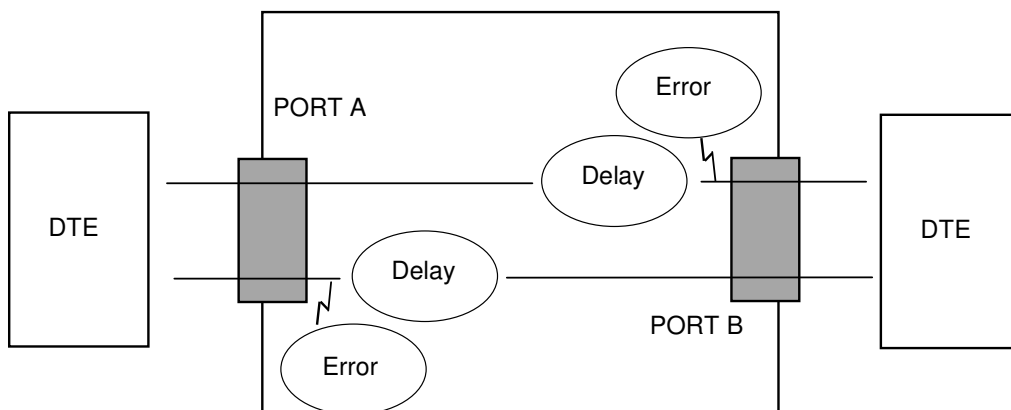 Error
PORT A
Delay
DTE
DTE
Delay
PORT B
Error